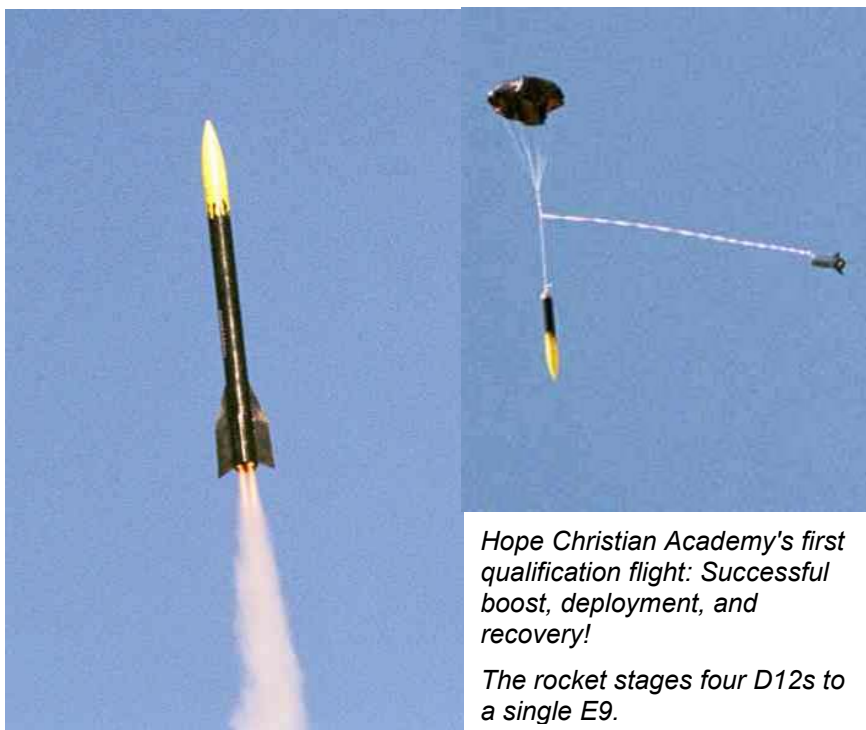 Hope Christian Academy's first
qualification flight: Successful
boost, deployment, and
recovery!
The rocket stages four D12s to
a single E9.